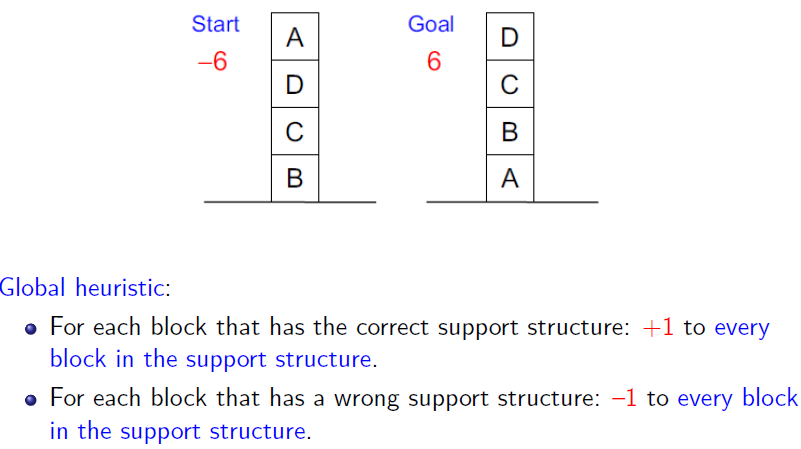 Start
–6
A
D
C
B
Goal
6
D
C
B
A
Global heuristic:
For each block that has the correct support structure: +1 to every
block in the support structure.
For each block that has a wrong support structure: –1 to every block
in the support structure.